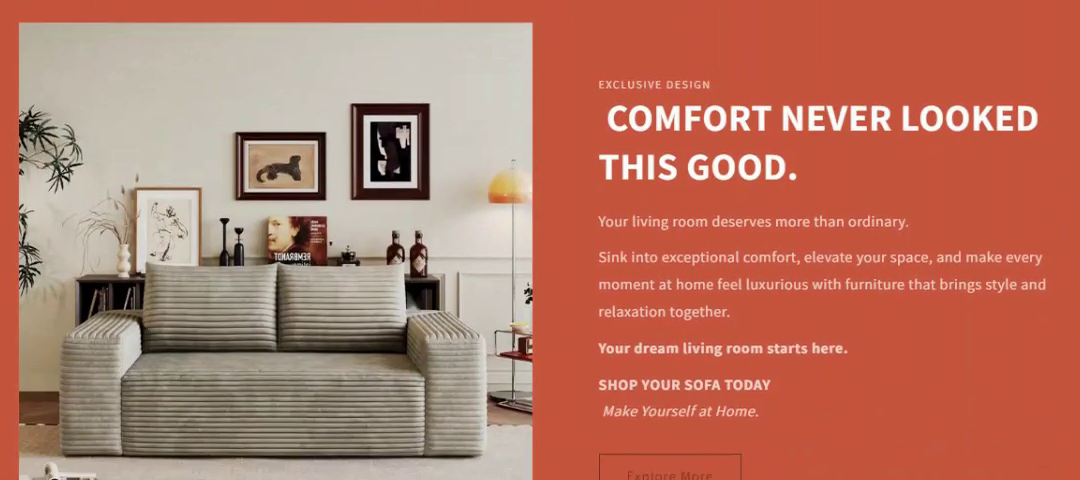 EXCLUSIVE DESIGN
COMFORT NEVER LOOKED
THIS GOOD.
Your living room deserves more than ordinary.
Sink into exceptional comfort, elevate your space, and make every
moment at home feel luxurious with furniture that brings style and
relaxation together.
Your dream living room starts here.
SHOP YOUR SOFA TODAY
Make Yourself at Home.
Explore More
REMBRANDT